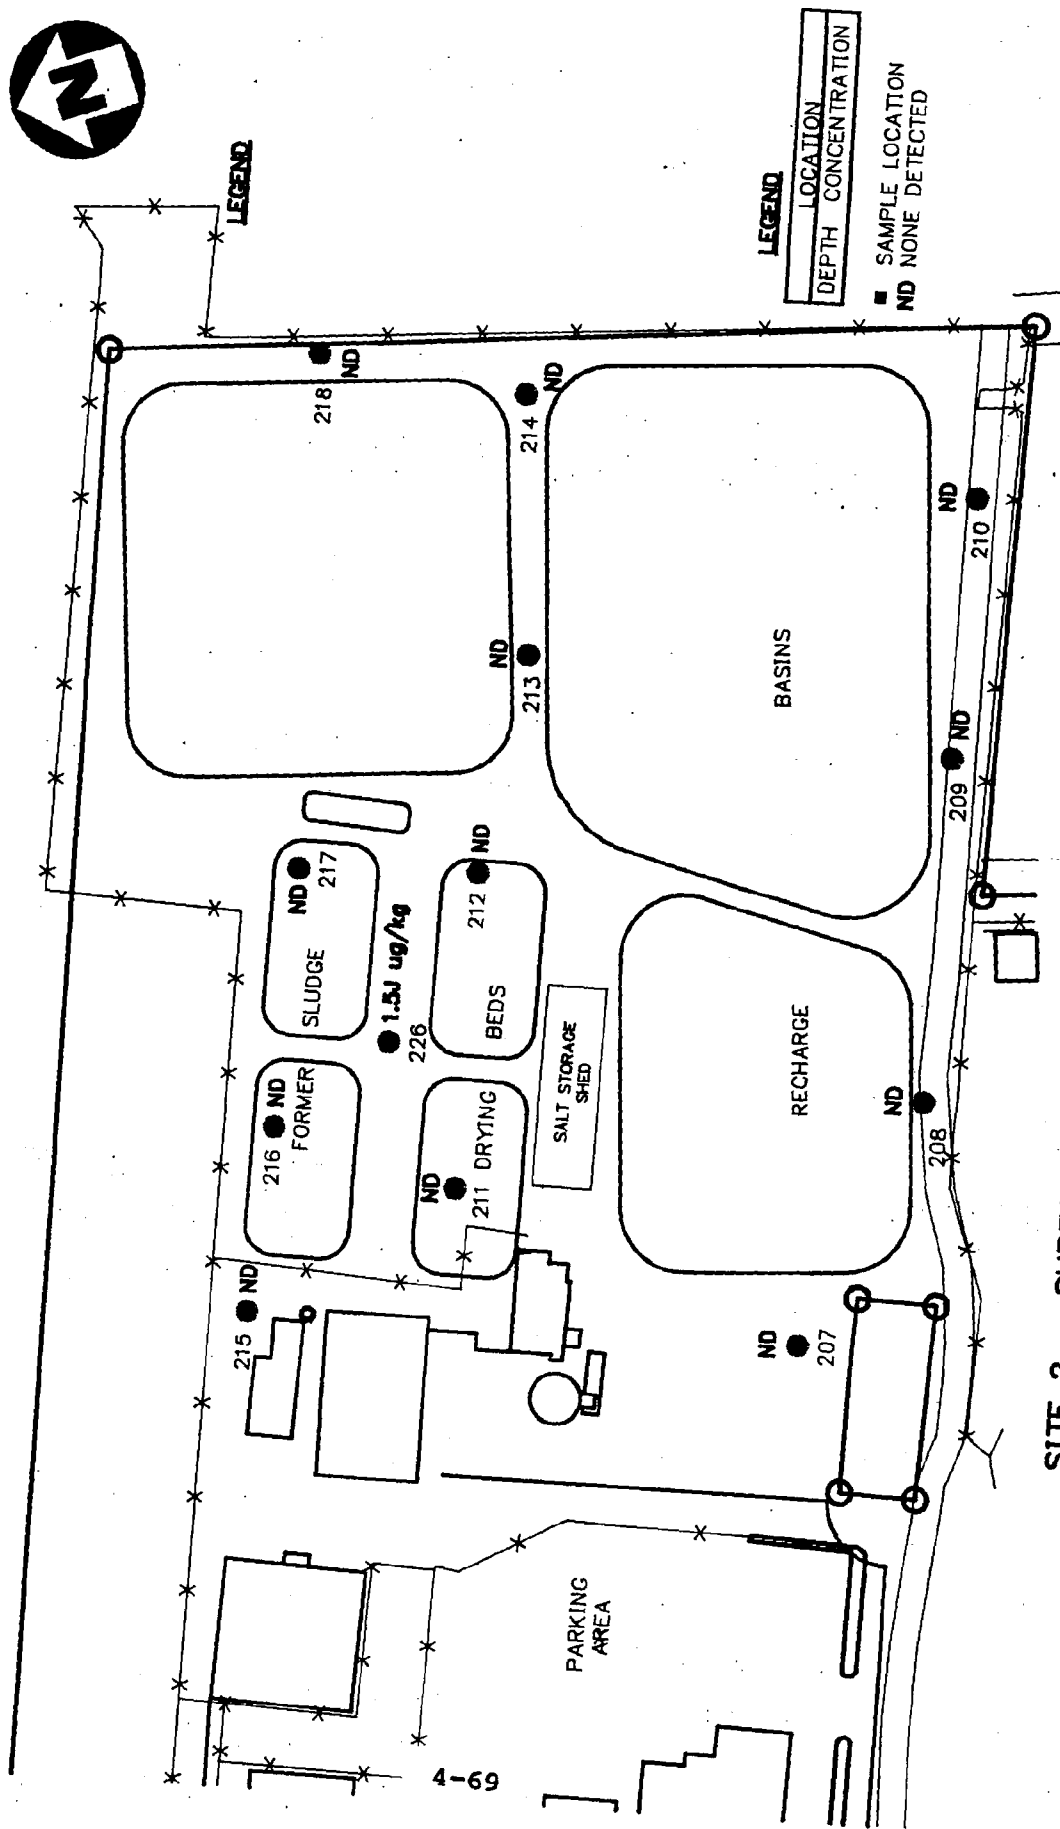 N
LEGEND
LEGEND
LOCATION
DEPTH CONCENTRATION
SAMPLE LOCATION
ND NONE DETECTED
218
ND
214
ND
ND
210
ND
213
BASINS
209
ND
ND
217
212
ND
SLUDGE
1.5J ug/kg
226
BEDS
SALT STORAGE
SHED
RECHARGE
216
ND
FORMER
ND
211
DRYING
ND
208
215
ND
ND
207
PARKING
AREA
4-69
SITE